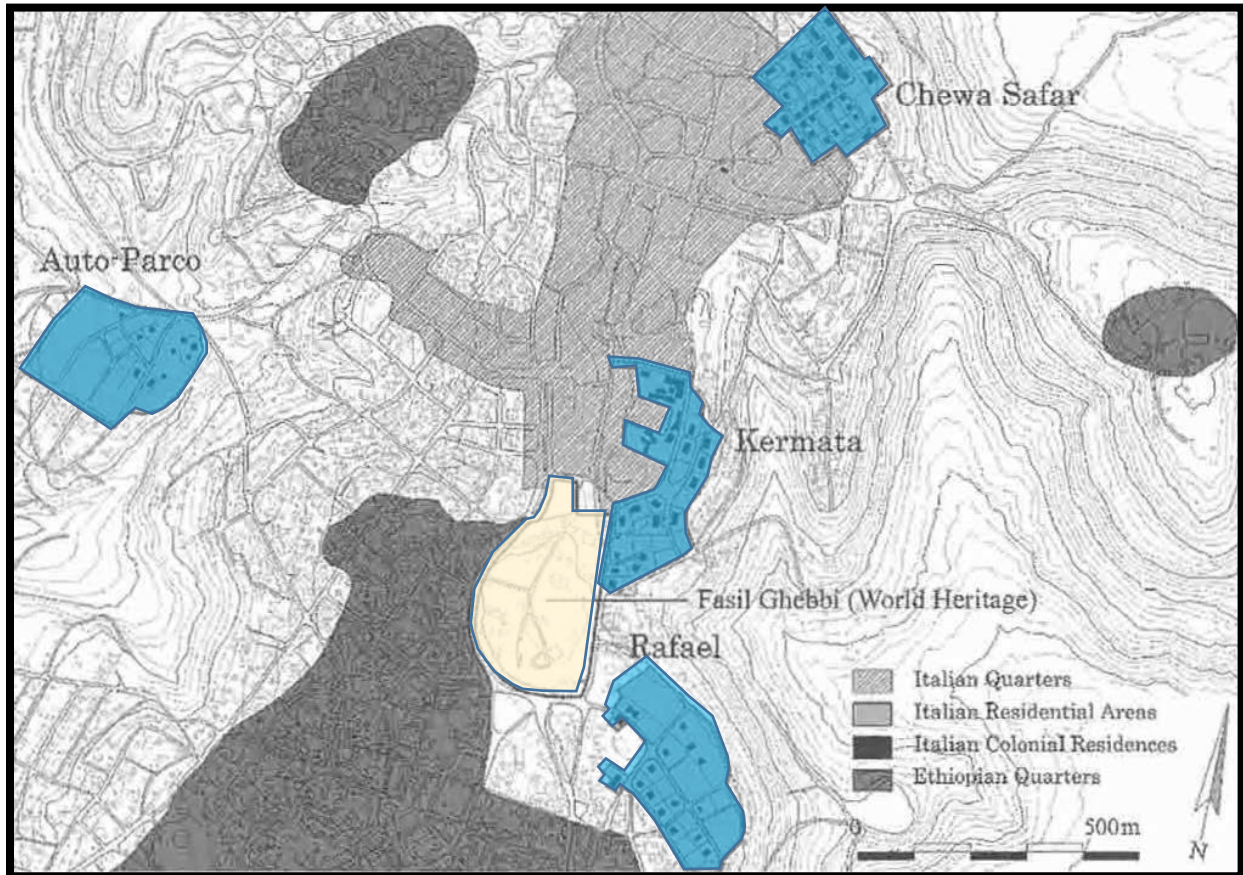 Chewa Safar
Auto-Parco
Kermata
Fasil Ghebbi (World Heritage)
Rafael
Italian Quarters
Italian Residential Areas
Italian Colonial Residences
Ethiopian Quarters
0 500m
N